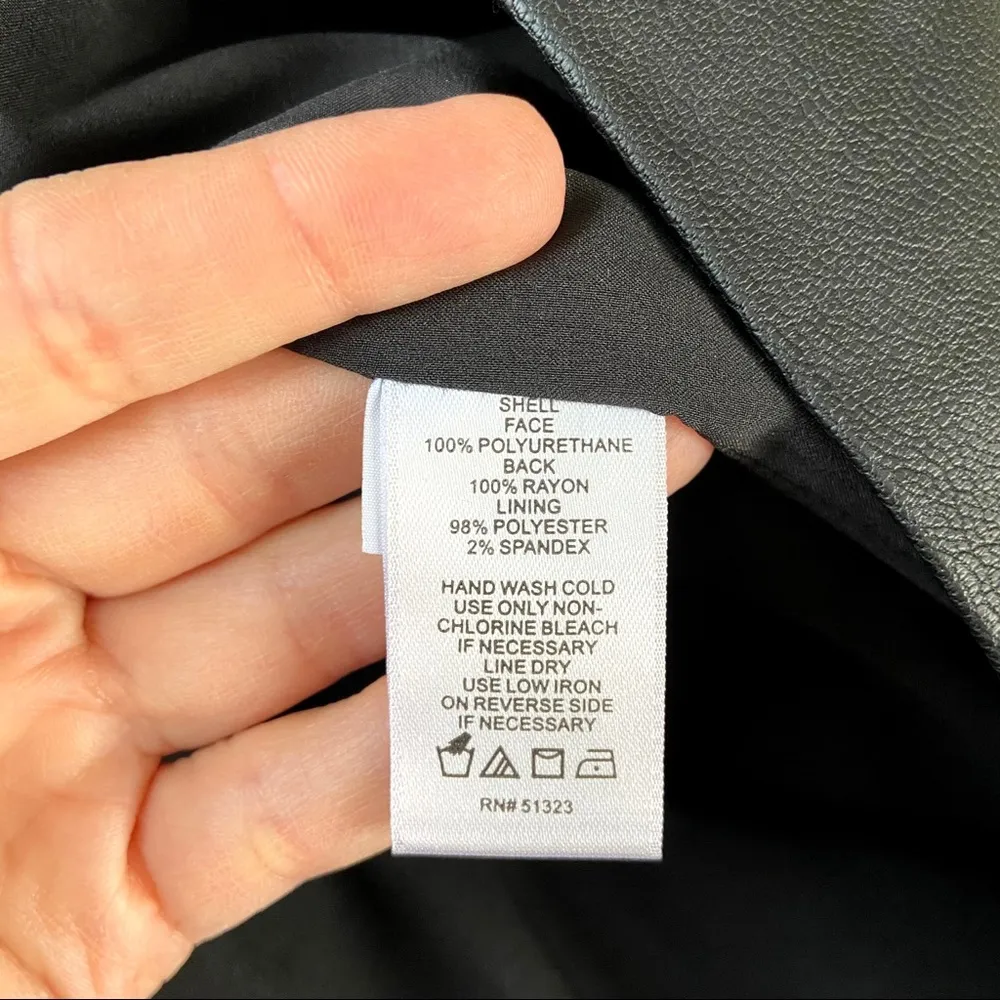 SHELL
FACE
100% POLYURETHANE
BACK
100% RAYON
LINING
98% POLYESTER
2% SPANDEX
HAND WASH COLD
USE ONLY NON-
CHLORINE BLEACH
IF NECESSARY
LINE DRY
USE LOW IRON
ON REVERSE SIDE
IF NECESSARY
RN# 51323